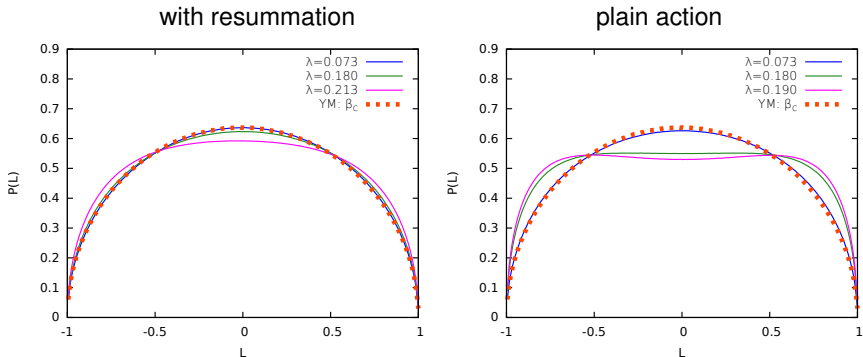 with resummation
0.9
0.8
0.7
0.6
0.5
0.4
0.3
0.2
0.1
0
-1
-0.5
0
0.5
1
P(L)
L
λ=0.073
λ=0.180
λ=0.213
YM: βC
plain action
0.9
0.8
0.7
0.6
0.5
0.4
0.3
0.2
0.1
0
-1
-0.5
0
0.5
1
P(L)
L
λ=0.073
λ=0.180
λ=0.190
YM: βC